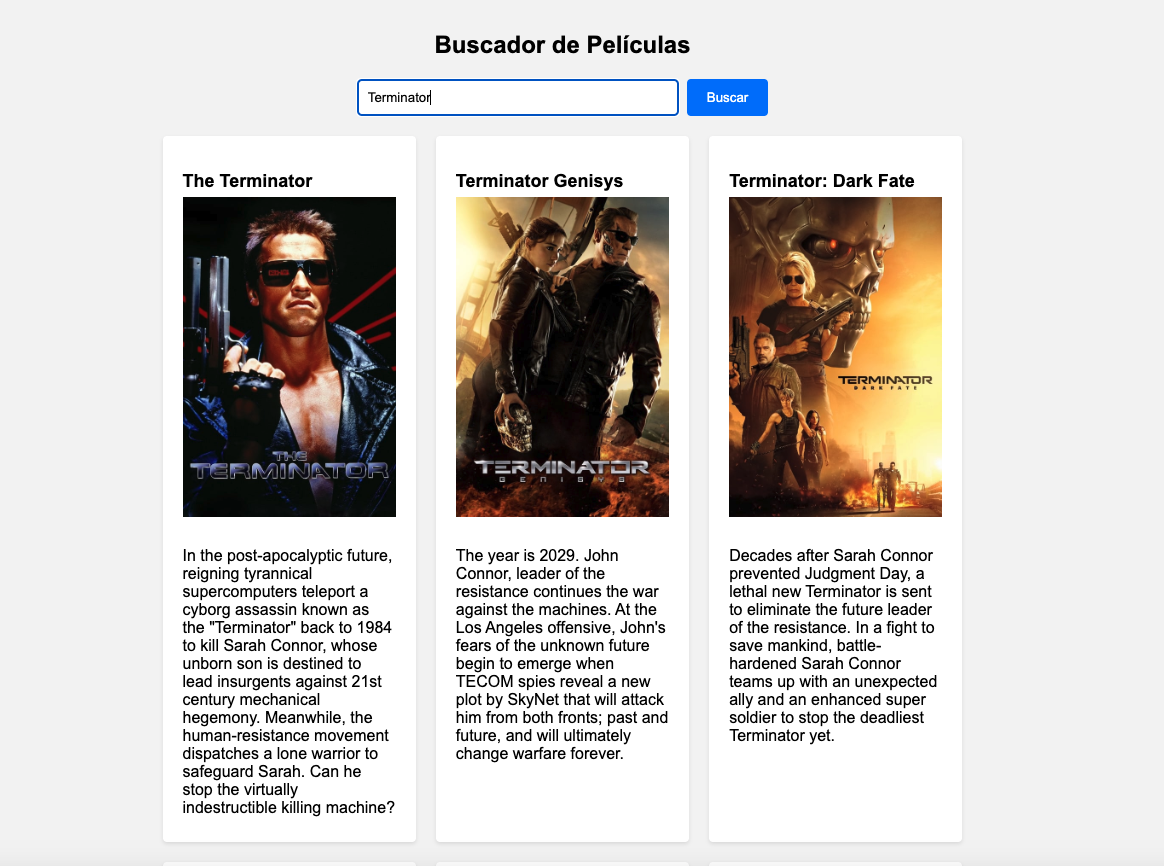 Buscador de Películas
Terminator
Buscar
The Terminator
THE
TERMINATOR
In the post-apocalyptic future,
reigning tyrannical
supercomputers teleport a
cyborg assassin known as
the "Terminator" back to 1984
to kill Sarah Connor, whose
unborn son is destined to
lead insurgents against 21st
century mechanical
hegemony. Meanwhile, the
human-resistance movement
dispatches a lone warrior to
safeguard Sarah. Can he
stop the virtually
indestructible killing machine?
Terminator Genisys
TERMINATOR
GENISYS
The year is 2029. John
Connor, leader of the
resistance continues the war
against the machines. At the
Los Angeles offensive, John's
fears of the unknown future
begin to emerge when
TECOM spies reveal a new
plot by SkyNet that will attack
him from both fronts; past and
future, and will ultimately
change warfare forever.
Terminator: Dark Fate
TERMINATOR
DARK FATE
Decades after Sarah Connor
prevented Judgment Day, a
lethal new Terminator is sent
to eliminate the future leader
of the resistance. In a fight to
save mankind, battle-
hardened Sarah Connor
teams up with an unexpected
ally and an enhanced super
soldier to stop the deadliest
Terminator yet.